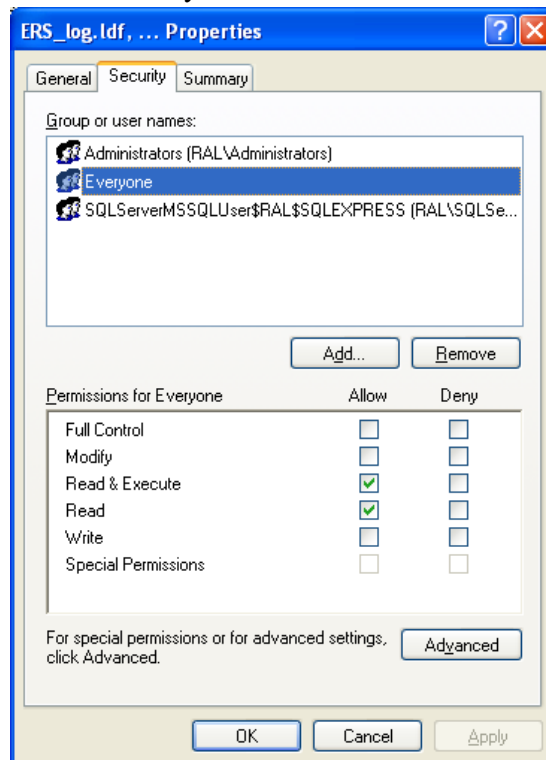 ERS_log.ldf, ... Properties
General Security Summary
Group or user names:
Administrators (RAL\Administrators)
Everyone
SQLServerMSSQLUser$RAL$SQLEXPRESS (RAL\SQLSe...
Add... Remove
Permissions for Everyone Allow Deny
Full Control
Modify
Read & Execute
Read
Write
Special Permissions
For special permissions or for advanced settings,
click Advanced.
Advanced
OK Cancel Apply